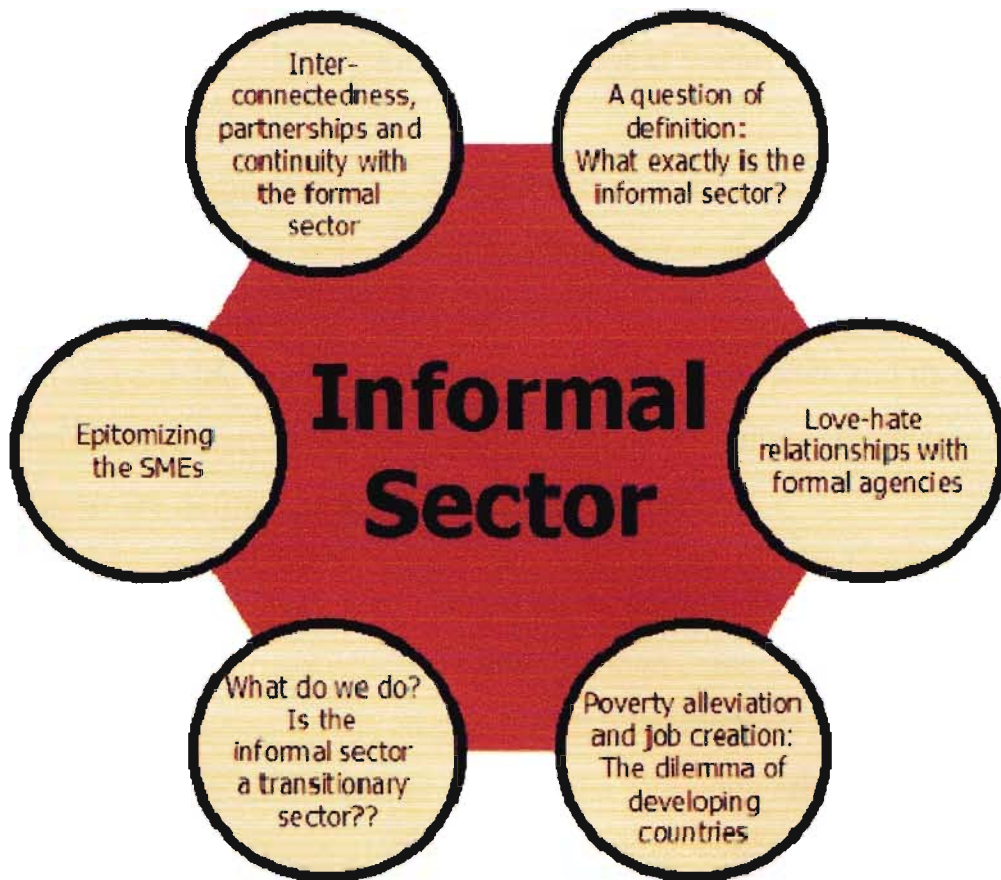 Inter-
connectedness,
partnerships and
continuity with
the formal
sector
A question of
definition:
What exactly is the
informal sector?
Epitomizing
the SMEs
Informal
Sector
Love-hate
relationships with
formal agencies
What do we do?
Is the
informal sector
a transitionary
sector??
Poverty alleviation
and job creation:
The dilemma of
developing
countries